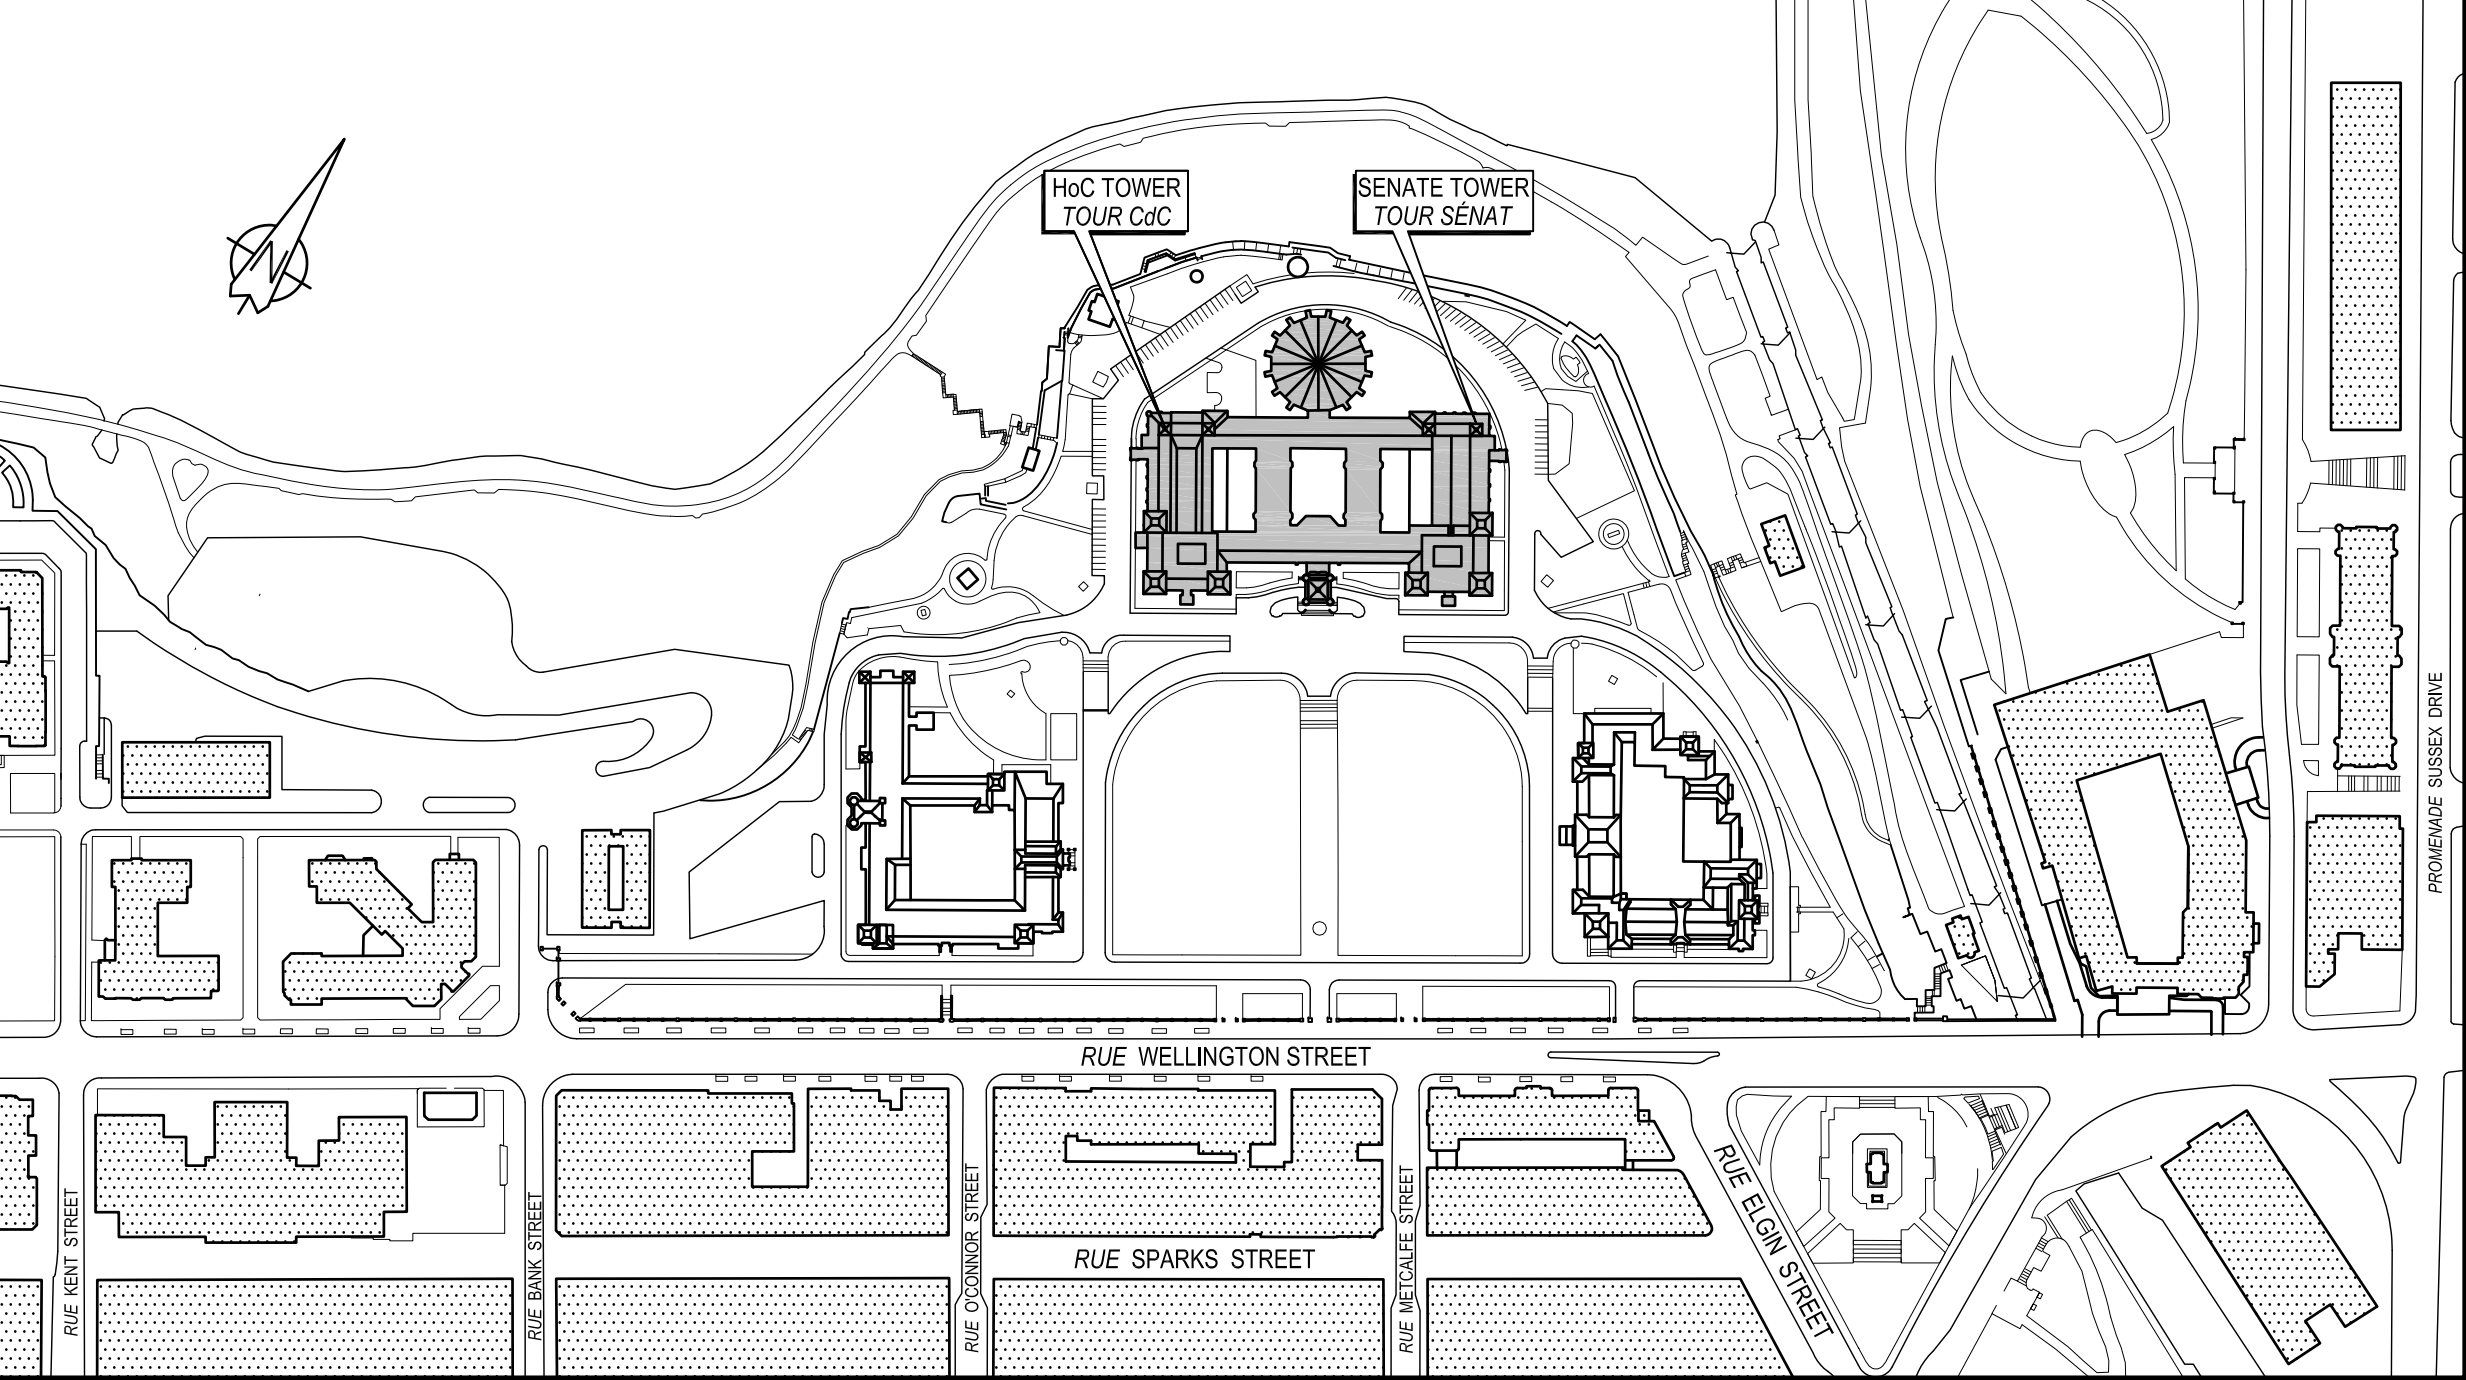 HoC TOWER
TOUR CdC
SENATE TOWER
TOUR SÉNAT
N
PROMENADE SUSSEX DRIVE
RUE WELLINGTON STREET
RUE KENT STREET
RUE BANK STREET
RUE O'CONNOR STREET
RUE METCALFE STREET
RUE ELGIN STREET
RUE SPARKS STREET